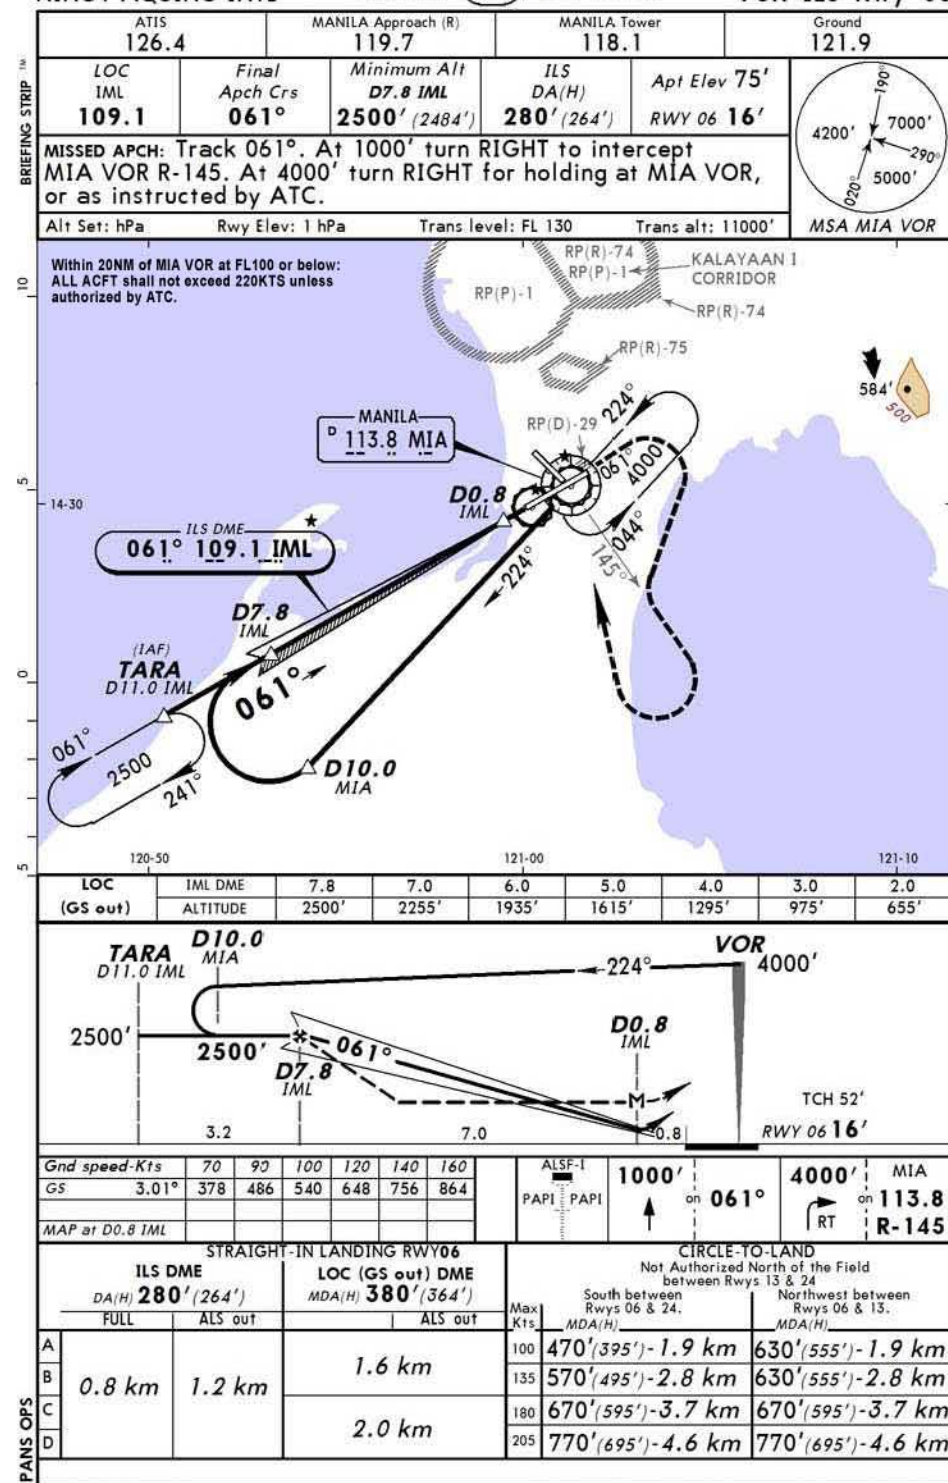 ATIS
126.4
MANILA Approach (R)
119.7
MANILA Tower
118.1
Ground
121.9
BRIEFING STRIP ™
LOC
IML
109.1
Final
Apch Crs
061°
Minimum Alt
D7.8 IML
2500' (2484')
ILS
DA(H)
280' (264')
Apt Elev 75'
RWY 06 16'
MISSED APCH: Track 061°. At 1000' turn RIGHT to intercept
MIA VOR R-145. At 4000' turn RIGHT for holding at MIA VOR,
or as instructed by ATC.
Alt Set: hPa Rwy Elev: 1 hPa Trans level: FL 130 Trans alt: 11000'
190°
4200'
7000'
290°
5000'
020°
MSA MIA VOR
Within 20NM of MIA VOR at FL100 or below:
ALL ACFT shall not exceed 220KTS unless
authorized by ATC.
RP(R)-74
RP(P)-1
KALAYAAN I
CORRIDOR
RP(P)-1
RP(R)-74
RP(R)-75
584'
500
10
MANILA
D 113.8 MIA
RP(D)-29
224°
061°
4000
044°
145°
5
14-30
D0.8
IML
ILS DME
061° 109.1 IML
224°
D7.8
IML
(IAF)
TARA
D11.0 IML
061°
0
061°
2500
241°
D10.0
MIA
5
120-50
121-00
121-10
LOC
(GS out)
IML DME 7.8 7.0 6.0 5.0 4.0 3.0 2.0
ALTITUDE 2500' 2255' 1935' 1615' 1295' 975' 655'
TARA
D11.0 IML
D10.0
MIA
VOR
224°
4000'
2500'
2500'
061°
D7.8
IML
D0.8
IML
M
TCH 52'
3.2
7.0
0.8
RWY 06 16'
Gnd speed-Kts 70 90 100 120 140 160
GS 3.01° 378 486 540 648 756 864
MAP at D0.8 IML
ALSF-I
PAPI PAPI
1000'
on 061°
4000'
RT
on
MIA
113.8
R-145
STRAIGHT-IN LANDING RWY06
ILS DME
DA(H) 280' (264')
FULL
ALS out
LOC (GS out) DME
MDA(H) 380' (364')
ALS out
CIRCLE-TO-LAND
Not Authorized North of the Field
between Rwys 13 & 24
South between
Rwys 06 & 24.
MDA(H)
Northwest between
Rwys 06 & 13.
MDA(H)
Max
Kts
A
B
C
D
0.8 km
1.2 km
1.6 km
2.0 km
100 470' (395') - 1.9 km 630' (555') - 1.9 km
135 570' (495') - 2.8 km 630' (555') - 2.8 km
180 670' (595') - 3.7 km 670' (595') - 3.7 km
205 770' (695') - 4.6 km 770' (695') - 4.6 km
PANS OPS